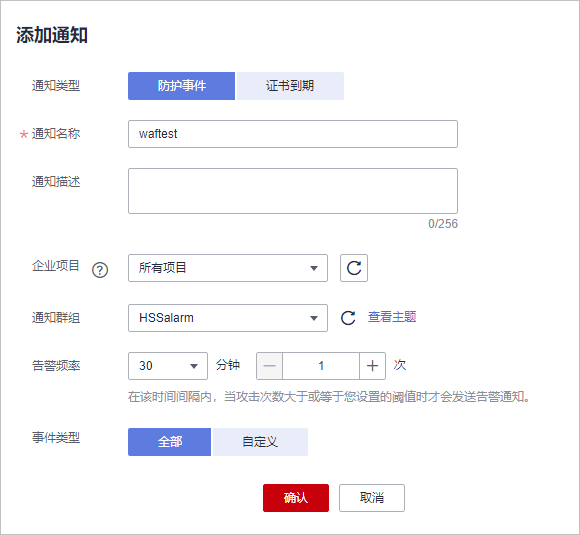 添加通知
通知类型 防护事件 证书到期
* 通知名称 waftest
通知描述
0/256
企业项目 ? 所有项目
通知群组 HSSalarm 查看主题
告警频率 30 分钟 — 1 + 次
在该时间间隔内，当攻击次数大于或等于您设置的阈值时才会发送告警通知。
事件类型 全部 自定义
确认 取消